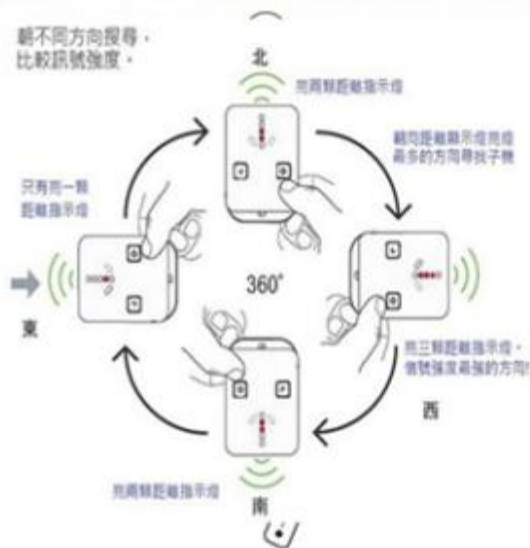 朝不同方向搜尋,
比較訊號強度。
北
亮兩顆距離指示燈
朝向距離顯示燈亮燈
最多的方向尋找子機
只有亮一顆
距離指示燈
360°
東
亮三顆距離指示燈,
信號強度最強的方向!
西
亮兩顆距離指示燈
南